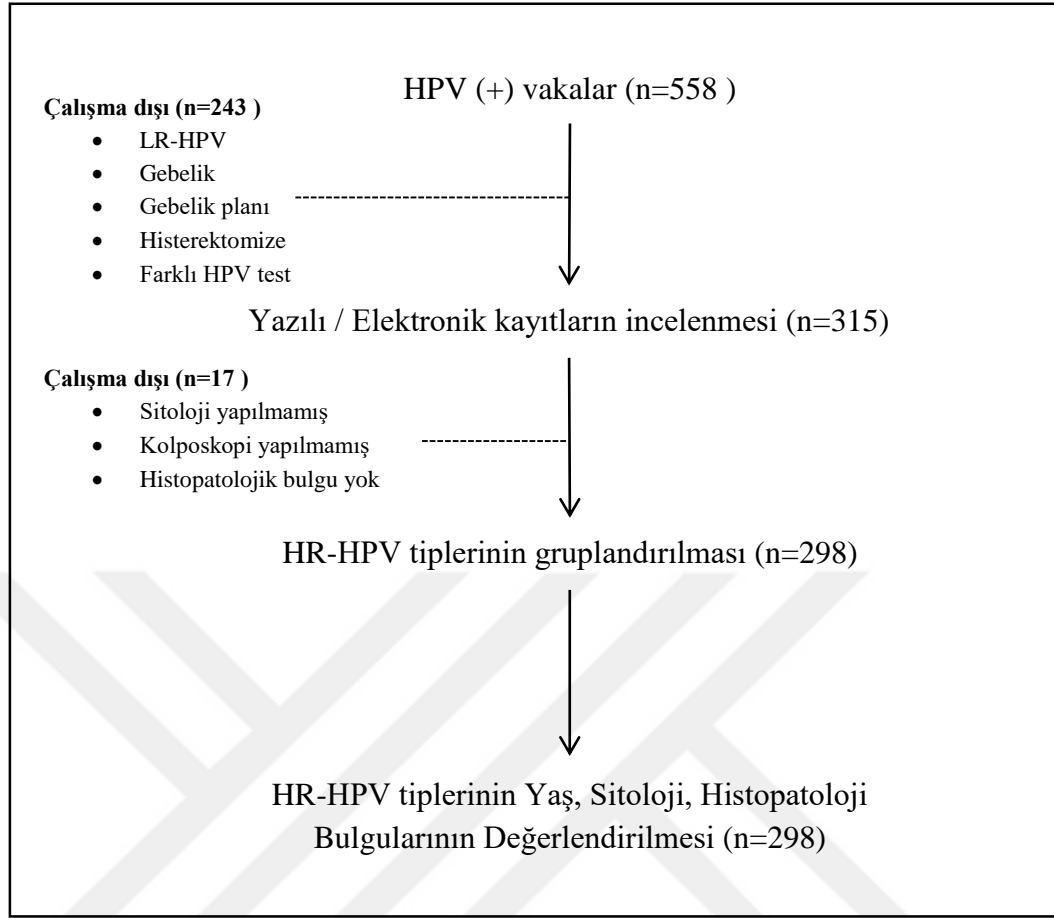 HPV (+) vakalar (n=558 )
Çalışma dışı (n=243 )
• LR-HPV
• Gebelik
• Gebelik planı
• Histerektomize
• Farklı HPV test
Yazılı / Elektronik kayıtların incelenmesi (n=315)
Çalışma dışı (n=17 )
• Sitoloji yapılmamış
• Kolposkopi yapılmamış
• Histopatolojik bulgu yok
HR-HPV tiplerinin gruplandırılması (n=298)
HR-HPV tiplerinin Yaş, Sitoloji, Histopatoloji
Bulgularının Değerlendirilmesi (n=298)